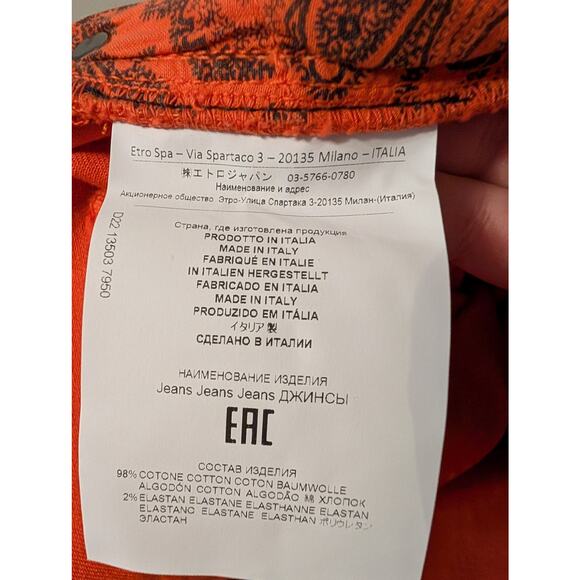 Etro Spa – Via Spartaco 3 – 20135 Milano – ITALIA
㈱エトロジャパン 03-5766-0780
Наименование и адрес
Акционерное общество Этро-Улица Спартака 3-20135 Милан-(Италия)
D22 13503 7950
Страна, где изготовлена продукция
PRODOTTO IN ITALIA
MADE IN ITALY
FABRIQUÉ EN ITALIE
IN ITALIEN HERGESTELLT
FABRICADO EN ITALIA
MADE IN ITALY
PRODUZIDO EM ITÁLIA
イタリア製
СДЕЛАНО В ИТАЛИИ
НАИМЕНОВАНИЕ ИЗДЕЛИЯ
Jeans Jeans Jeans ДЖИНСЫ
EAC
СОСТАВ ИЗДЕЛИЯ
98% COTONE COTTON COTON BAUMWOLLE
ALGODÓN COTTON ALGODÃO 綿 ХЛОПОК
2% ELASTAN ELASTANE ELASTHANNE ELASTAN
ELASTANO ELASTANE ELASTHAN ポリウレタン
ЭЛАСТАН